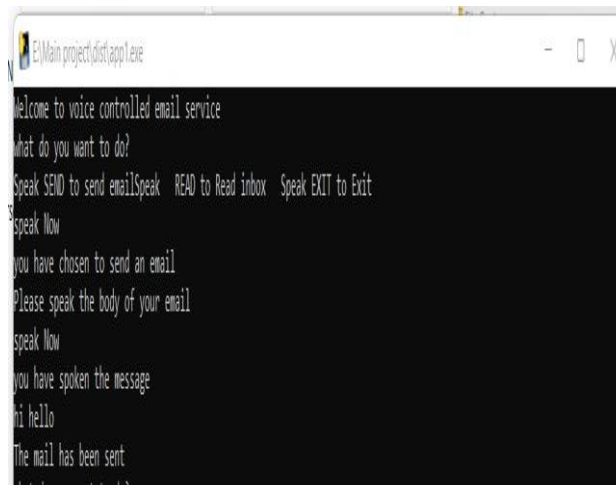 E:\Main project\dist\app1.exe
Welcome to voice controlled email service
what do you want to do?
Speak SEND to send emailSpeak  READ to Read inbox  Speak EXIT to Exit
speak Now
you have chosen to send an email
Please speak the body of your email
speak Now
you have spoken the message
hi hello
The mail has been sent